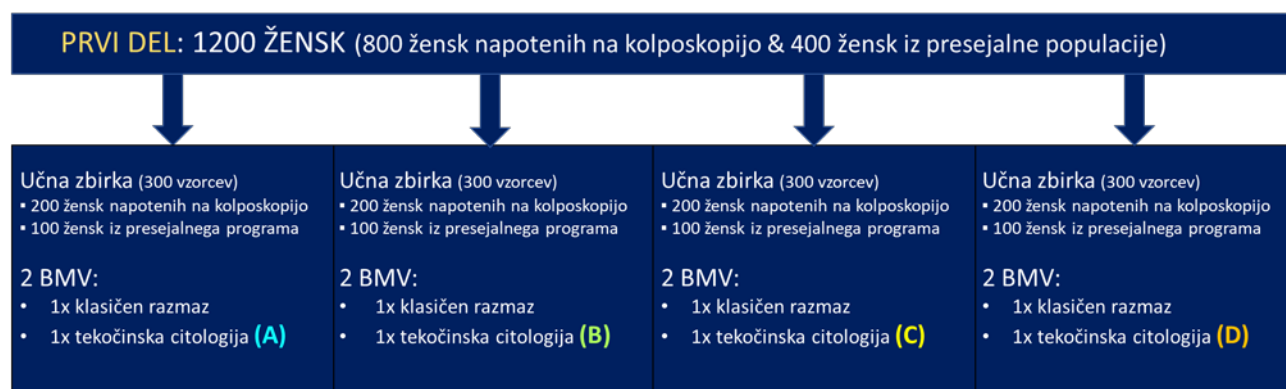 PRVI DEL: 1200 ŽENSK (800 žensk napotenih na kolposkopijo & 400 žensk iz presejalne populacije)
Učna zbirka (300 vzorcev)
▪ 200 žensk napotenih na kolposkopijo
▪ 100 žensk iz presejalnega programa
2 BMV:
• 1x klasičen razmaz
• 1x tekočinska citologija (A)
Učna zbirka (300 vzorcev)
▪ 200 žensk napotenih na kolposkopijo
▪ 100 žensk iz presejalnega programa
2 BMV:
• 1x klasičen razmaz
• 1x tekočinska citologija (B)
Učna zbirka (300 vzorcev)
▪ 200 žensk napotenih na kolposkopijo
▪ 100 žensk iz presejalnega programa
2 BMV:
• 1x klasičen razmaz
• 1x tekočinska citologija (C)
Učna zbirka (300 vzorcev)
▪ 200 žensk napotenih na kolposkopijo
▪ 100 žensk iz presejalnega programa
2 BMV:
• 1x klasičen razmaz
• 1x tekočinska citologija (D)